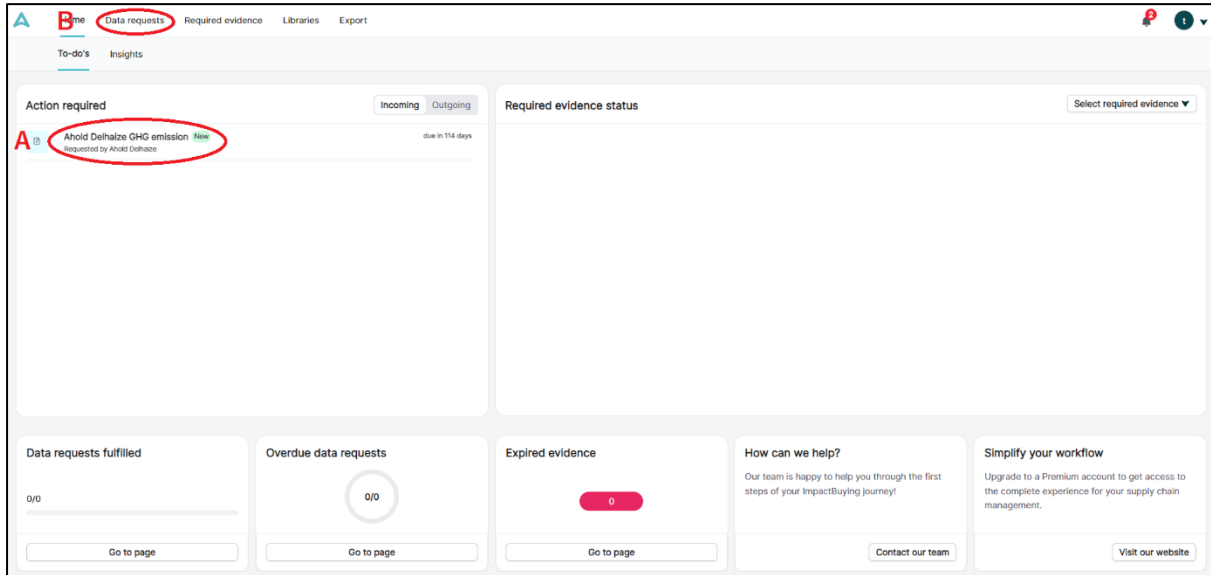 B
Home Data requests Required evidence Libraries Export
2
t
To-do's Insights
Action required
Incoming Outgoing
A
Ahold Delhaize GHG emission New
due in 114 days
Requested by Ahold Delhaize
Required evidence status
Select required evidence
Data requests fulfilled
0/0
Go to page
Overdue data requests
0/0
Go to page
Expired evidence
0
Go to page
How can we help?
Our team is happy to help you through the first
steps of your ImpactBuying journey!
Contact our team
Simplify your workflow
Upgrade to a Premium account to get access to
the complete experience for your supply chain
management.
Visit our website